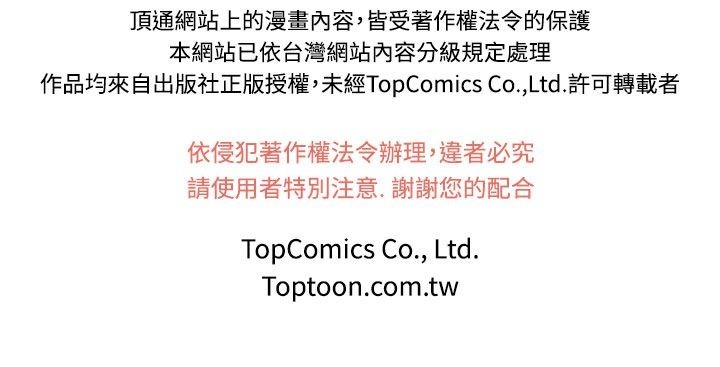 頂通網站上的漫畫內容，皆受著作權法令的保護
本網站已依台灣網站內容分級規定處理
作品均來自出版社正版授權，未經TopComics Co.,Ltd.許可轉載者
依侵犯著作權法令辦理，違者必究
請使用者特別注意. 謝謝您的配合
TopComics Co., Ltd.
Toptoon.com.tw